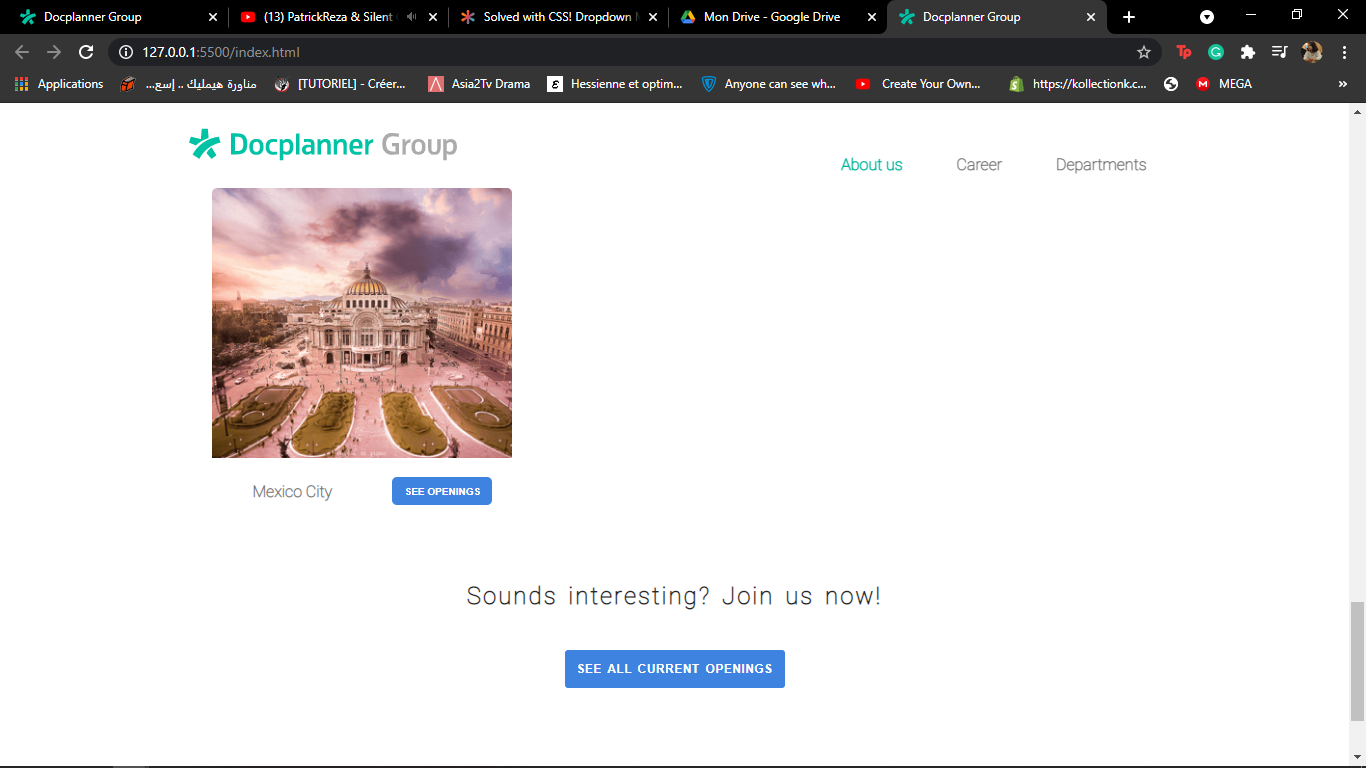 Docplanner Group
(13) PatrickReza & Silent
Solved with CSS! Dropdown
Mon Drive - Google Drive
Docplanner Group
127.0.0.1:5500/index.html
Applications
مناورة هيمليك .. إسع...
[TUTORIEL] - Créer...
Asia2Tv Drama
Hessienne et optim...
Anyone can see wh...
Create Your Own...
https://kollectionk.c...
MEGA
»
Docplanner Group
About us
Career
Departments
Mexico City
SEE OPENINGS
Sounds interesting? Join us now!
SEE ALL CURRENT OPENINGS